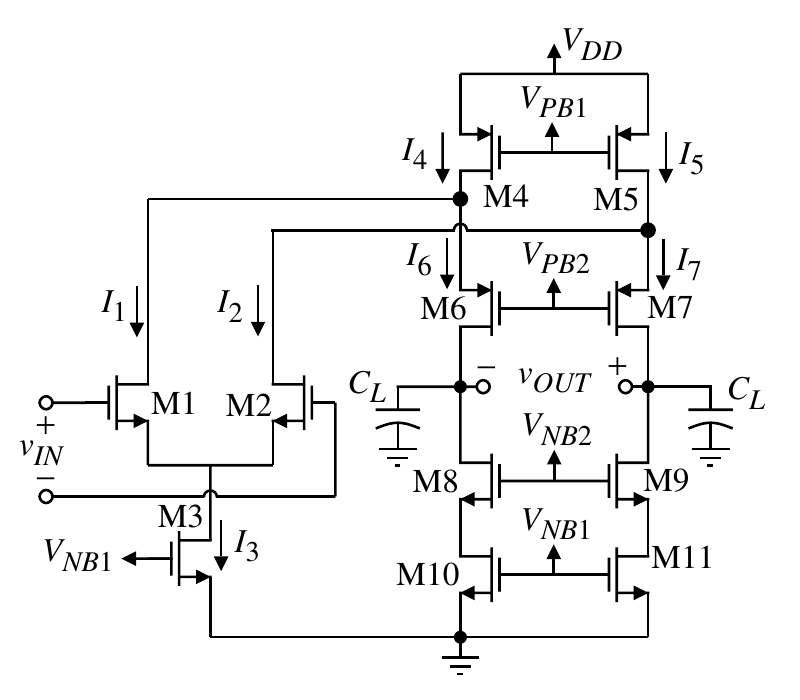 V_DD
V_PB1
I_4
I_5
M4
M5
I_6
V_PB2
I_7
M6
M7
I_1
I_2
C_L
−
v_OUT
+
C_L
M1
M2
+
v_IN
−
V_NB2
M8
M9
M3
V_NB1
I_3
V_NB1
M10
M11